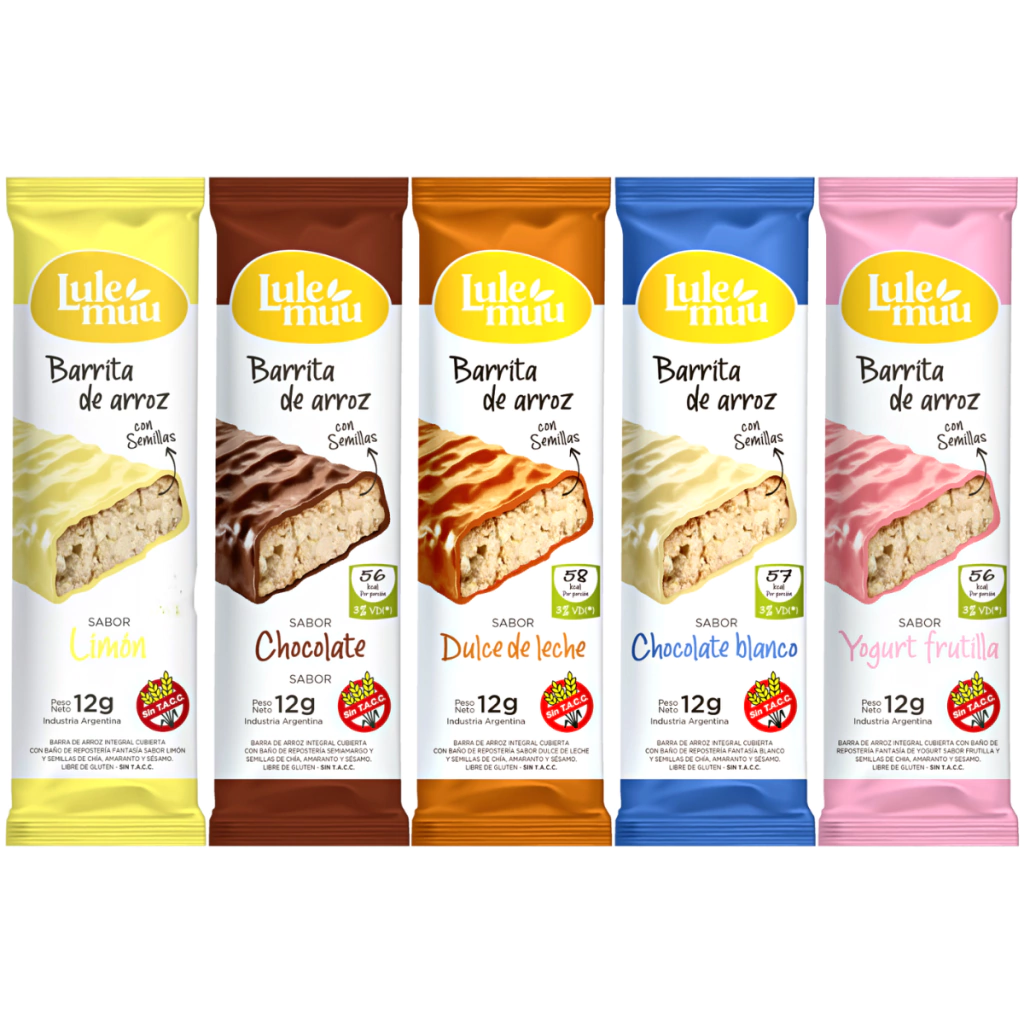 Lule
muu
Barrita
de arroz
con
Semillas
SABOR
Limón
Peso
Neto 12g
Industria Argentina
Sin T.A.C.C.
BARRA DE ARROZ INTEGRAL CUBIERTA
CON BAÑO DE REPOSTERÍA FANTASÍA SABOR LIMÓN
Y SEMILLAS DE CHÍA, AMARANTO Y SÉSAMO.
LIBRE DE GLUTEN - SIN T.A.C.C.
Lule
muu
Barrita
de arroz
con
Semillas
56
kcal
Por porción
3% VD(*)
SABOR
Chocolate
SABOR
Peso
Neto 12g
Industria Argentina
Sin T.A.C.C.
BARRA DE ARROZ INTEGRAL CUBIERTA
CON BAÑO DE REPOSTERÍA SEMIAMARGO Y
SEMILLAS DE CHÍA, AMARANTO Y SÉSAMO.
LIBRE DE GLUTEN - SIN T.A.C.C.
Lule
muu
Barrita
de arroz
con
Semillas
58
kcal
Por porción
3% VD(*)
SABOR
Dulce de leche
Peso
Neto 12g
Industria Argentina
Sin T.A.C.C.
BARRA DE ARROZ INTEGRAL CUBIERTA
CON BAÑO DE REPOSTERÍA SABOR DULCE DE LECHE
Y SEMILLAS DE CHÍA, AMARANTO Y SÉSAMO.
LIBRE DE GLUTEN - SIN T.A.C.C.
Lule
muu
Barrita
de arroz
con
Semillas
57
kcal
Por porción
3% VD(*)
SABOR
Chocolate blanco
Peso
Neto 12g
Industria Argentina
Sin T.A.C.C.
BARRA DE ARROZ INTEGRAL CUBIERTA
CON BAÑO DE REPOSTERÍA FANTASÍA BLANCO
Y SEMILLAS DE CHÍA, AMARANTO Y SÉSAMO.
LIBRE DE GLUTEN - SIN T.A.C.C.
Lule
muu
Barrita
de arroz
con
Semillas
56
kcal
Por porción
3% VD(*)
SABOR
Yogurt frutilla
Peso
Neto 12g
Industria Argentina
Sin T.A.C.C.
BARRA DE ARROZ INTEGRAL CUBIERTA CON BAÑO DE
REPOSTERÍA FANTASÍA DE YOGURT SABOR FRUTILLA Y
SEMILLAS DE CHIA, AMARANTO Y SÉSAMO.
LIBRE DE GLUTEN - SIN T.A.C.C.